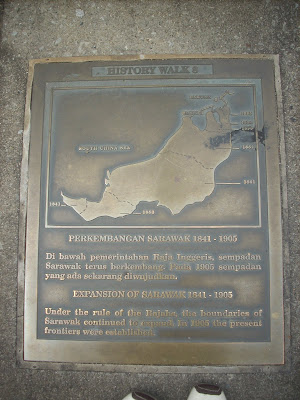 HISTORY WALK 8
SOUTH CHINA SEA
1841
1853
1861
PERKEMBANGAN SARAWAK 1841 - 1905
Di bawah pemerintahan Raja Inggeris, sempadan
Sarawak terus berkembang. Pada 1905 sempadan
yang ada sekarang diwujudkan.
EXPANSION OF SARAWAK 1841 - 1905
Under the rule of the Rajahs, the boundaries of
Sarawak continued to expand. In 1905 the present
frontiers were established.